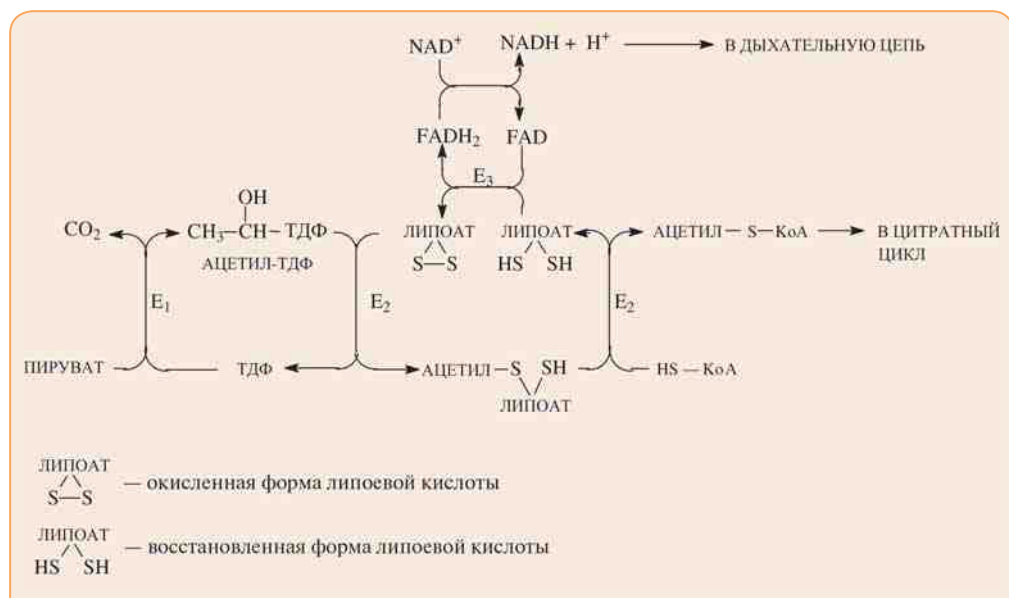 NAD⁺ NADH + H⁺ В ДЫХАТЕЛЬНУЮ ЦЕПЬ
FADH₂ FAD
E₃
OH
CO₂ CH₃—CH—ТДФ ЛИПОАТ ЛИПОАТ АЦЕТИЛ—S—КоА В ЦИТРАТНЫЙ
ЦИКЛ
АЦЕТИЛ-ТДФ S—S HS SH
E₁ E₂ E₂
ПИРУВАТ ТДФ АЦЕТИЛ—S SH HS—КоА
ЛИПОАТ
ЛИПОАТ
S—S
— окисленная форма липоевой кислоты
ЛИПОАТ
HS SH
— восстановленная форма липоевой кислоты